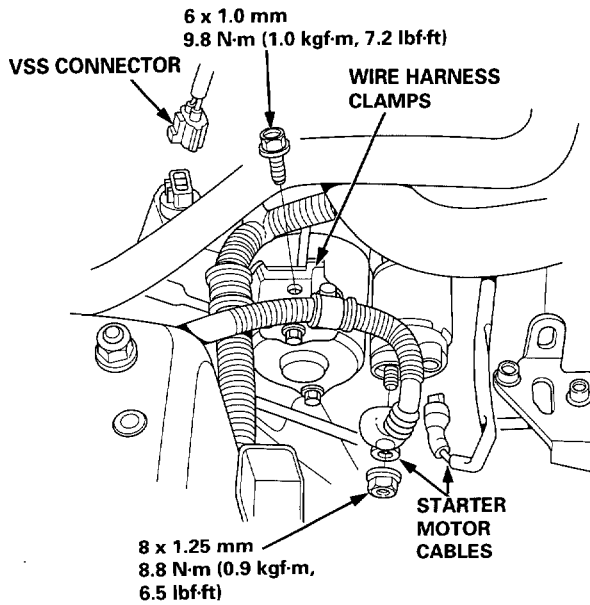 6 x 1.0 mm
9.8 N·m (1.0 kgf·m, 7.2 lbf·ft)
VSS CONNECTOR
WIRE HARNESS
CLAMPS
STARTER
MOTOR
CABLES
8 x 1.25 mm
8.8 N·m (0.9 kgf·m,
6.5 lbf·ft)